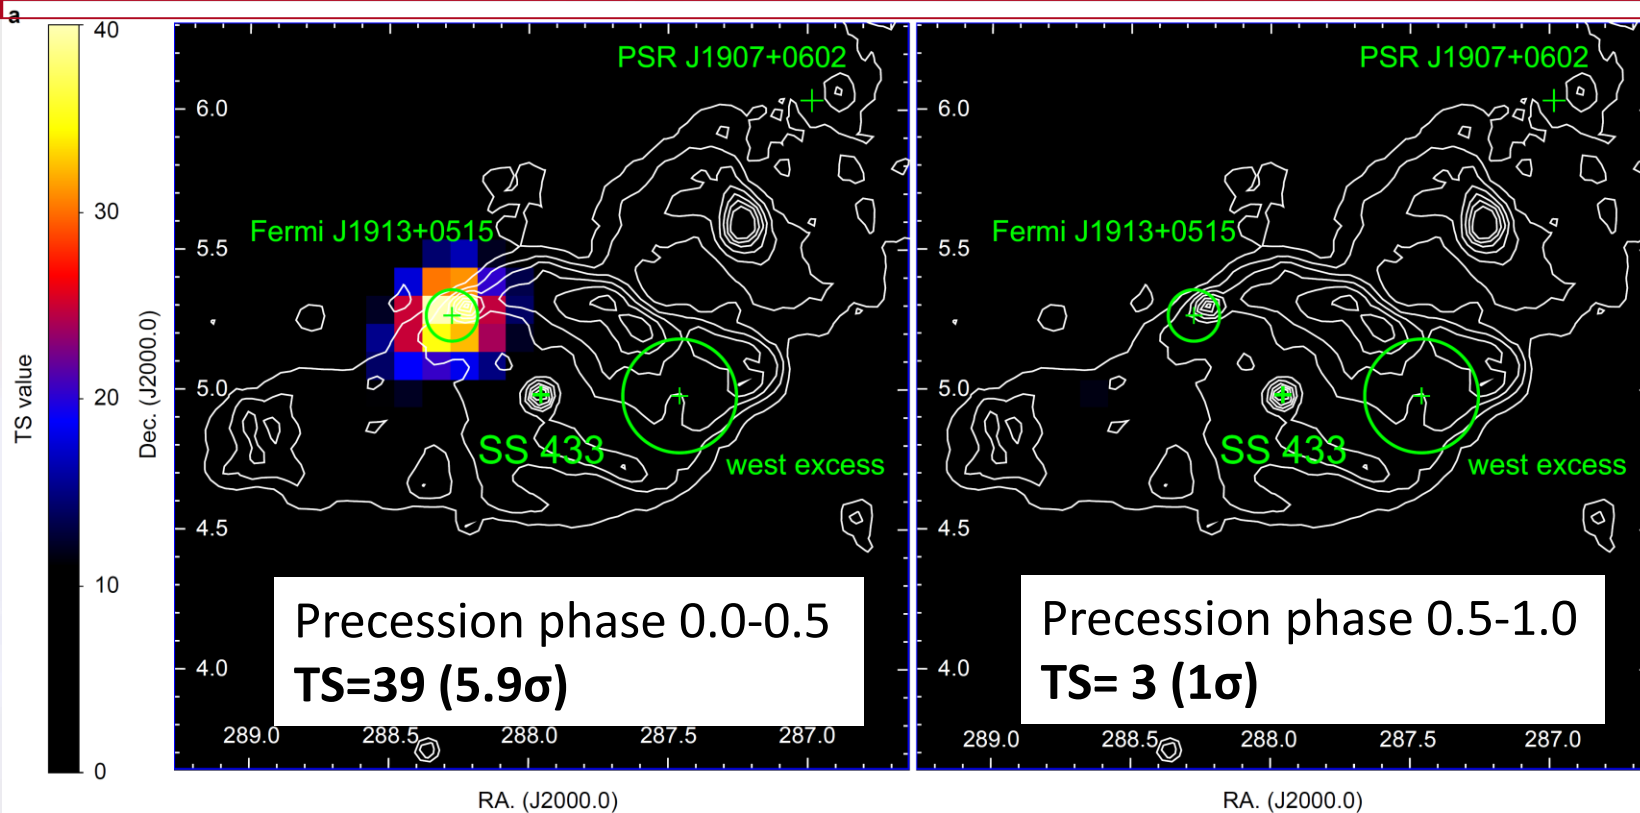 a
TS value
40
30
20
10
0
Dec. (J2000.0)
6.0
5.5
5.0
4.5
4.0
PSR J1907+0602
Fermi J1913+0515
SS 433
west excess
Precession phase 0.0-0.5
TS=39 (5.9σ)
289.0 288.5 288.0 287.5 287.0
RA. (J2000.0)
6.0
5.5
5.0
4.5
4.0
PSR J1907+0602
Fermi J1913+0515
SS 433
west excess
Precession phase 0.5-1.0
TS= 3 (1σ)
289.0 288.5 288.0 287.5 287.0
RA. (J2000.0)